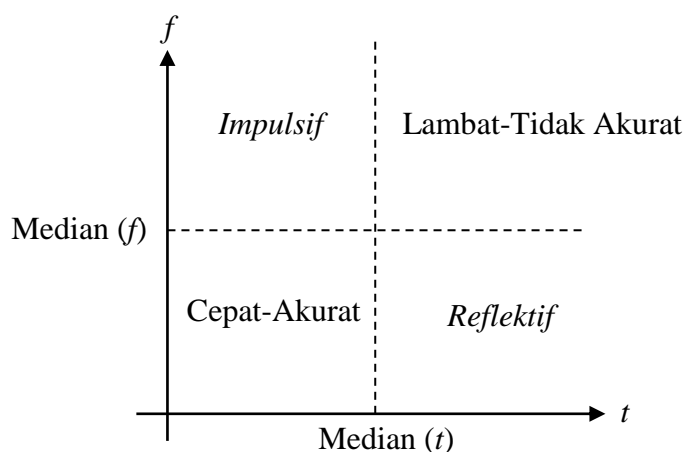 f
Impulsif
Lambat-Tidak Akurat
Median (f)
Cepat-Akurat
Reflektif
t
Median (t)